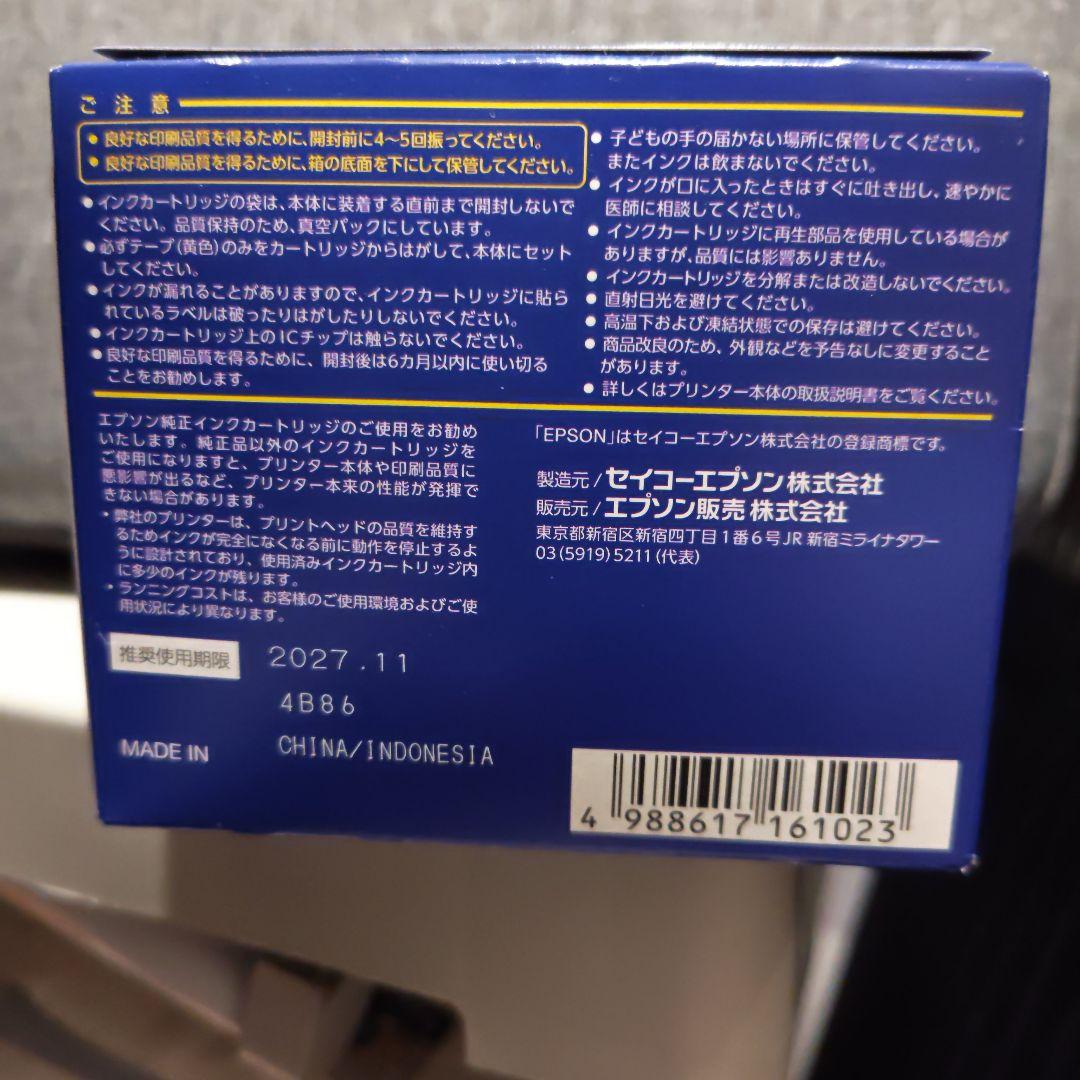 ご注意
● 良好な印刷品質を得るために、開封前に4～5回振ってください。
● 良好な印刷品質を得るために、箱の底面を下にして保管してください。
● インクカートリッジの袋は、本体に装着する直前まで開封しないで
ください。品質保持のため、真空パックにしています。
● 必ずテープ(黄色)のみをカートリッジからはがして、本体にセット
してください。
● インクが漏れることがありますので、インクカートリッジに貼ら
れているラベルは破ったりはがしたりしないでください。
● インクカートリッジ上のICチップは触らないでください。
● 良好な印刷品質を得るために、開封後は6カ月以内に使い切る
ことをお勧めします。
● 子どもの手の届かない場所に保管してください。
またインクは飲まないでください。
● インクが口に入ったときはすぐに吐き出し、速やかに
医師に相談してください。
● インクカートリッジに再生部品を使用している場合が
ありますが、品質には影響ありません。
● インクカートリッジを分解または改造しないでください。
● 直射日光を避けてください。
● 高温下および凍結状態での保存は避けてください。
● 商品改良のため、外観などを予告なしに変更すること
があります。
● 詳しくはプリンター本体の取扱説明書をご覧ください。
エプソン純正インクカートリッジのご使用をお勧め
いたします。純正品以外のインクカートリッジを
ご使用になりますと、プリンター本体や印刷品質に
悪影響が出るなど、プリンター本来の性能が発揮で
きない場合があります。
* 弊社のプリンターは、プリントヘッドの品質を維持す
るためインクが完全になくなる前に動作を停止するよ
うに設計されており、使用済みインクカートリッジ内
に多少のインクが残ります。
* ランニングコストは、お客様のご使用環境およびご使
用状況により異なります。
「EPSON」はセイコーエプソン株式会社の登録商標です。
製造元/セイコーエプソン株式会社
販売元/エプソン販売株式会社
東京都新宿区新宿四丁目1番6号JR新宿ミライナタワー
03(5919)5211(代表)
推奨使用期限 2027.11
4B86
MADE IN CHINA/INDONESIA
4 988617 161023